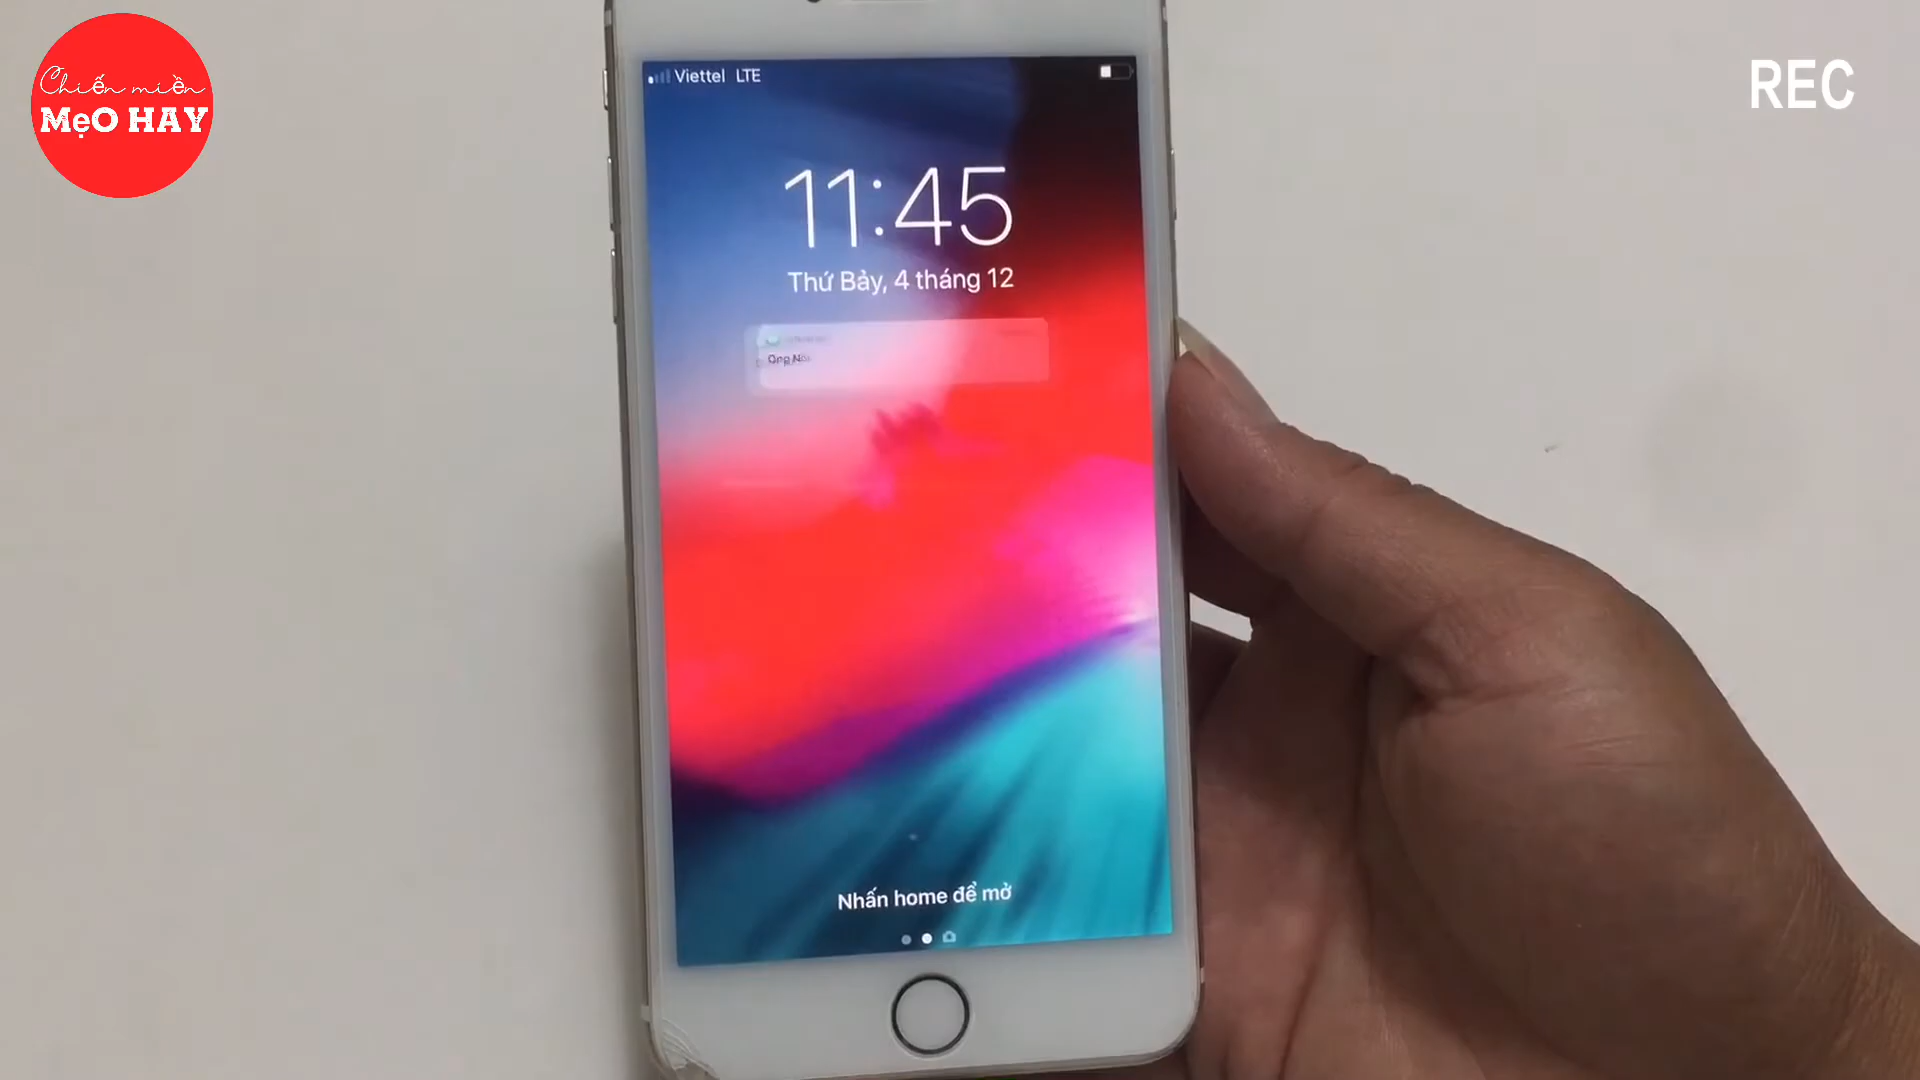 Chiến miền
MẹO HAY
REC
Viettel LTE
11:45
Thứ Bảy, 4 tháng 12
Nhấn home để mở